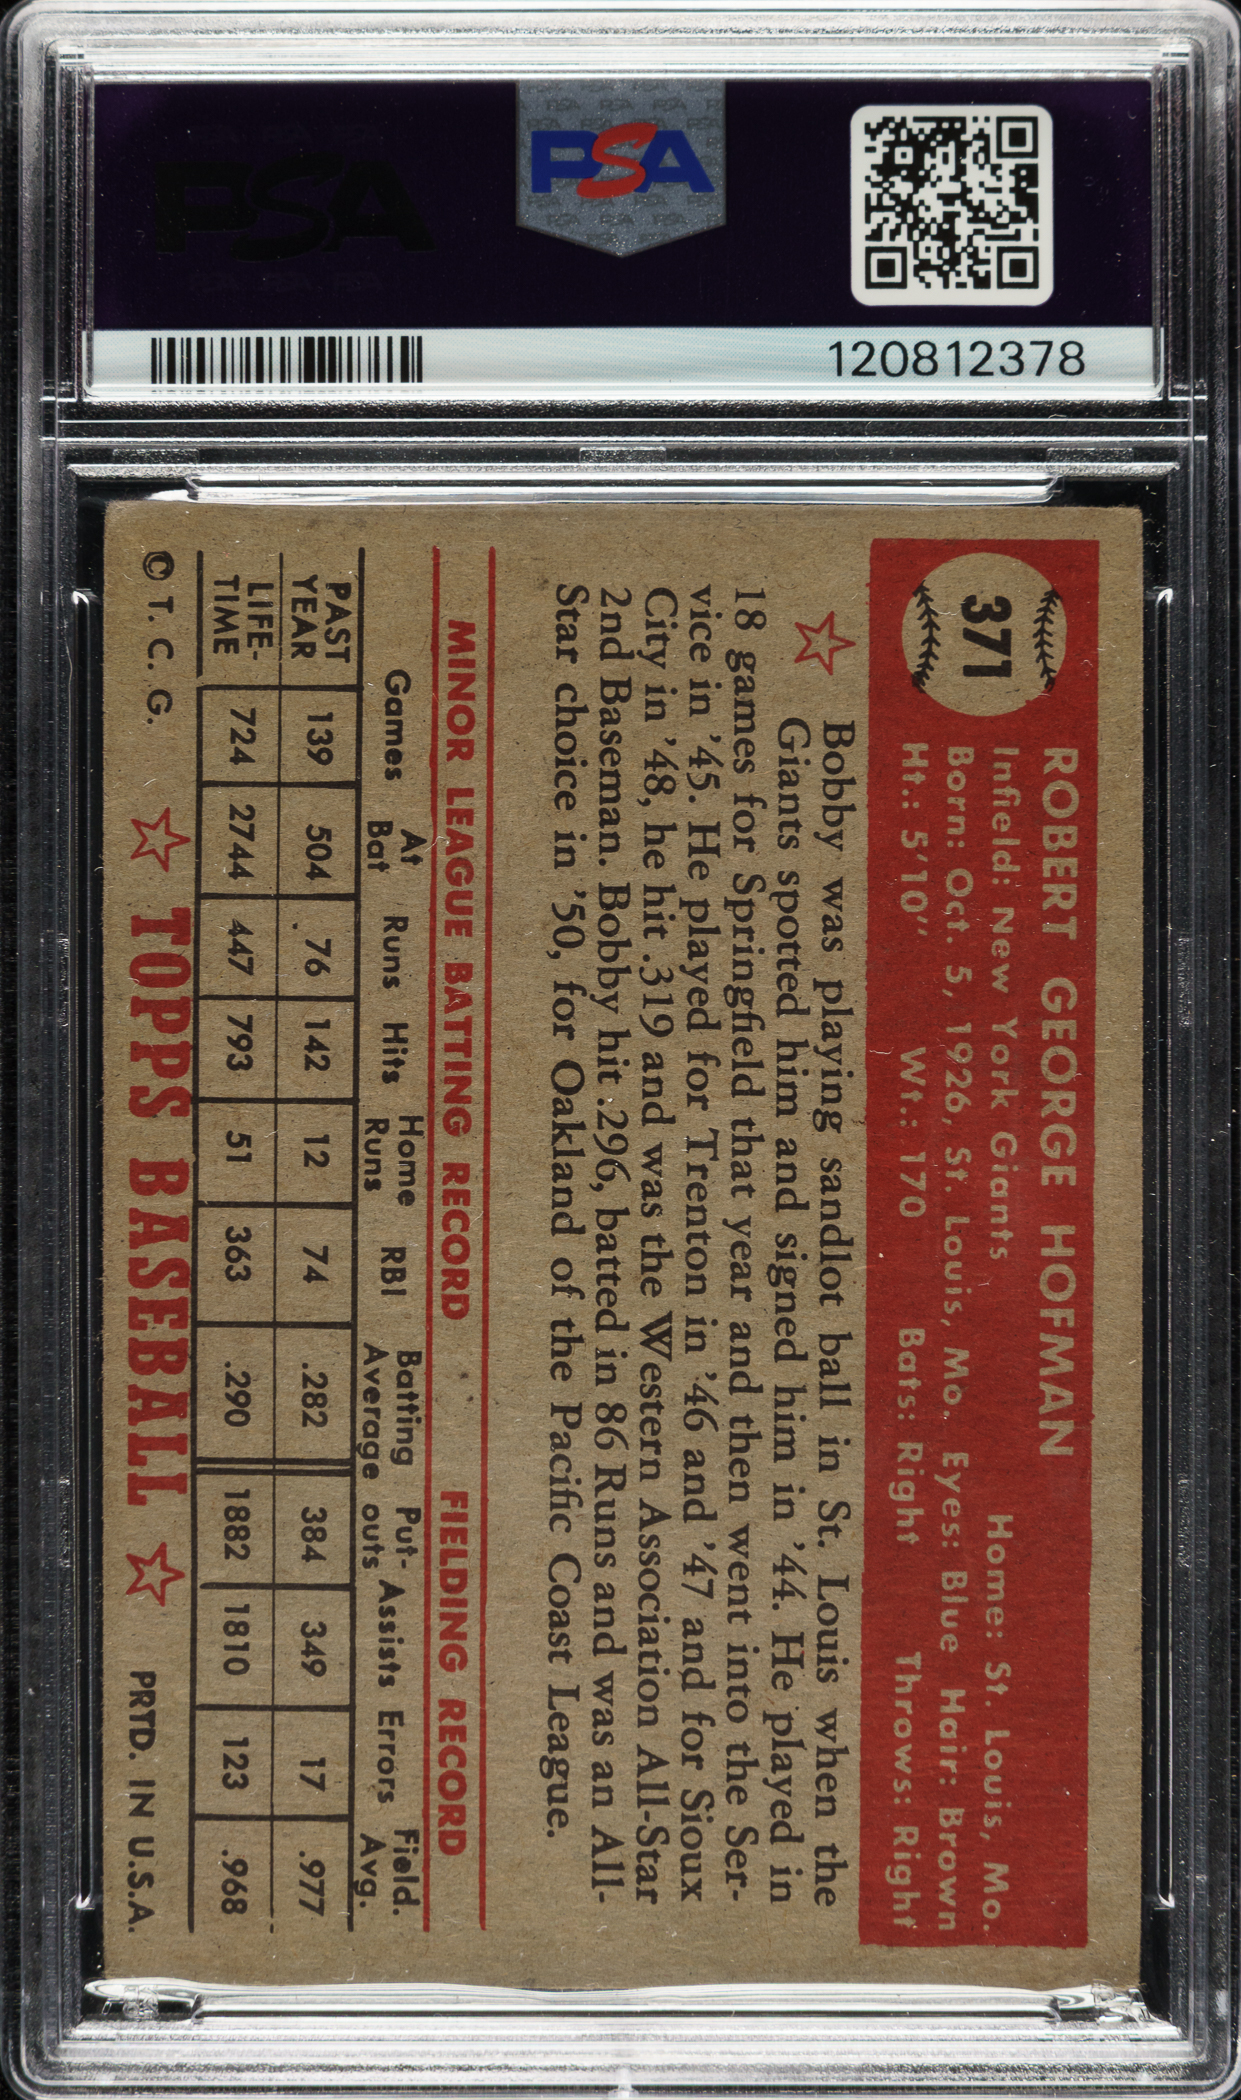 PSA
PSA
120812378
371
ROBERT GEORGE HOFMAN
Infield: New York Giants Home: St. Louis, Mo.
Born: Oct. 5, 1926, St. Louis, Mo. Eyes: Blue Hair: Brown
Ht.: 5'10" Wt.: 170 Bats: Right Throws: Right
Bobby was playing sandlot ball in St. Louis when the
Giants spotted him and signed him in '44. He played in
18 games for Springfield that year and then went into the Ser-
vice in '45. He played for Trenton in '46 and '47 and for Sioux
City in '48, he hit .319 and was the Western Association All-Star
2nd Baseman. Bobby hit .296, batted in 86 Runs and was an All-
Star choice in '50, for Oakland of the Pacific Coast League.
MINOR LEAGUE BATTING RECORD FIELDING RECORD
Games At Bat Runs Hits Home Runs RBI Batting Average Put-outs Assists Errors Field. Avg.
PAST YEAR 139 504 76 142 12 74 .282 384 349 17 .977
LIFE-TIME 724 2744 447 793 51 363 .290 1882 1810 123 .968
© T. C. G. ☆ TOPPS BASEBALL ☆ PRTD. IN U.S.A.